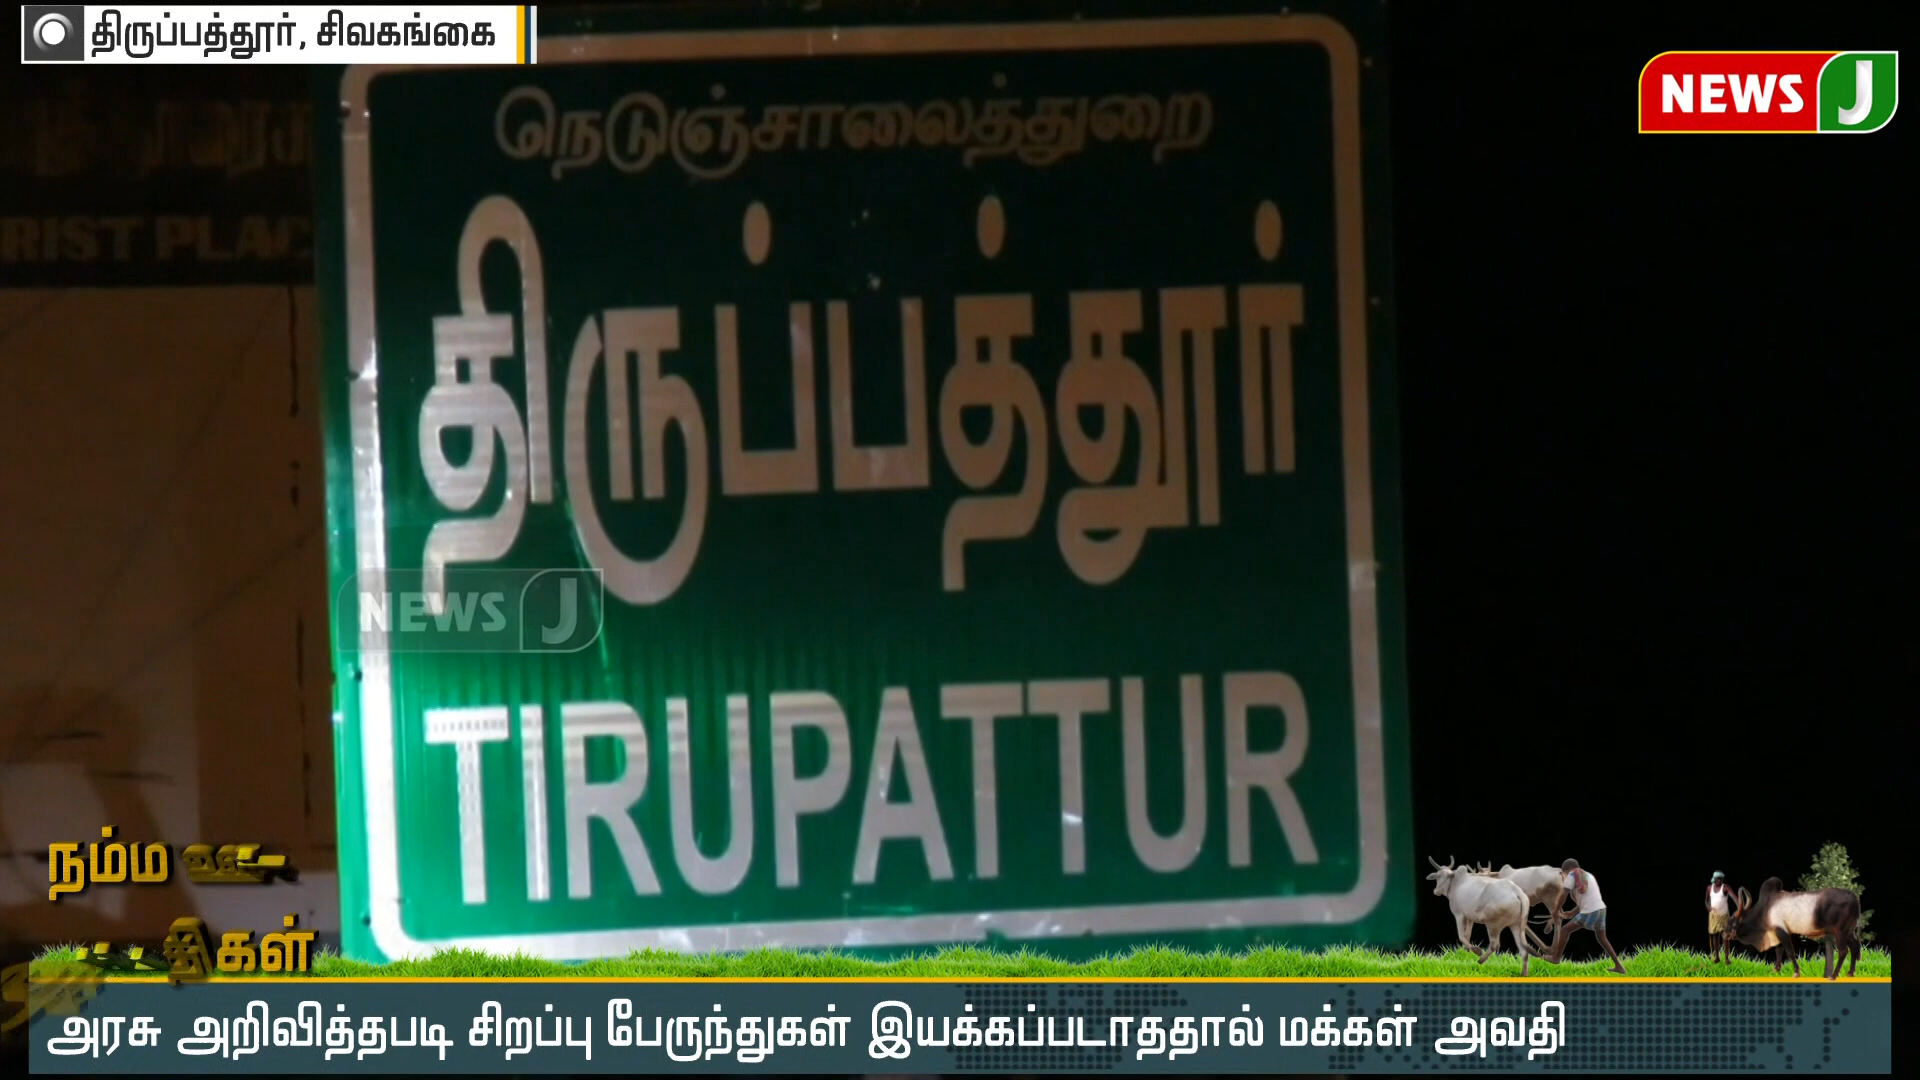 திருப்பத்தூர், சிவகங்கை
NEWS J
நெடுஞ்சாலைத்துறை
திருப்பத்தூர்
NEWS J
TIRUPATTUR
நம்ம
அரசு அறிவித்தபடி சிறப்பு பேருந்துகள் இயக்கப்படாததால் மக்கள் அவதி